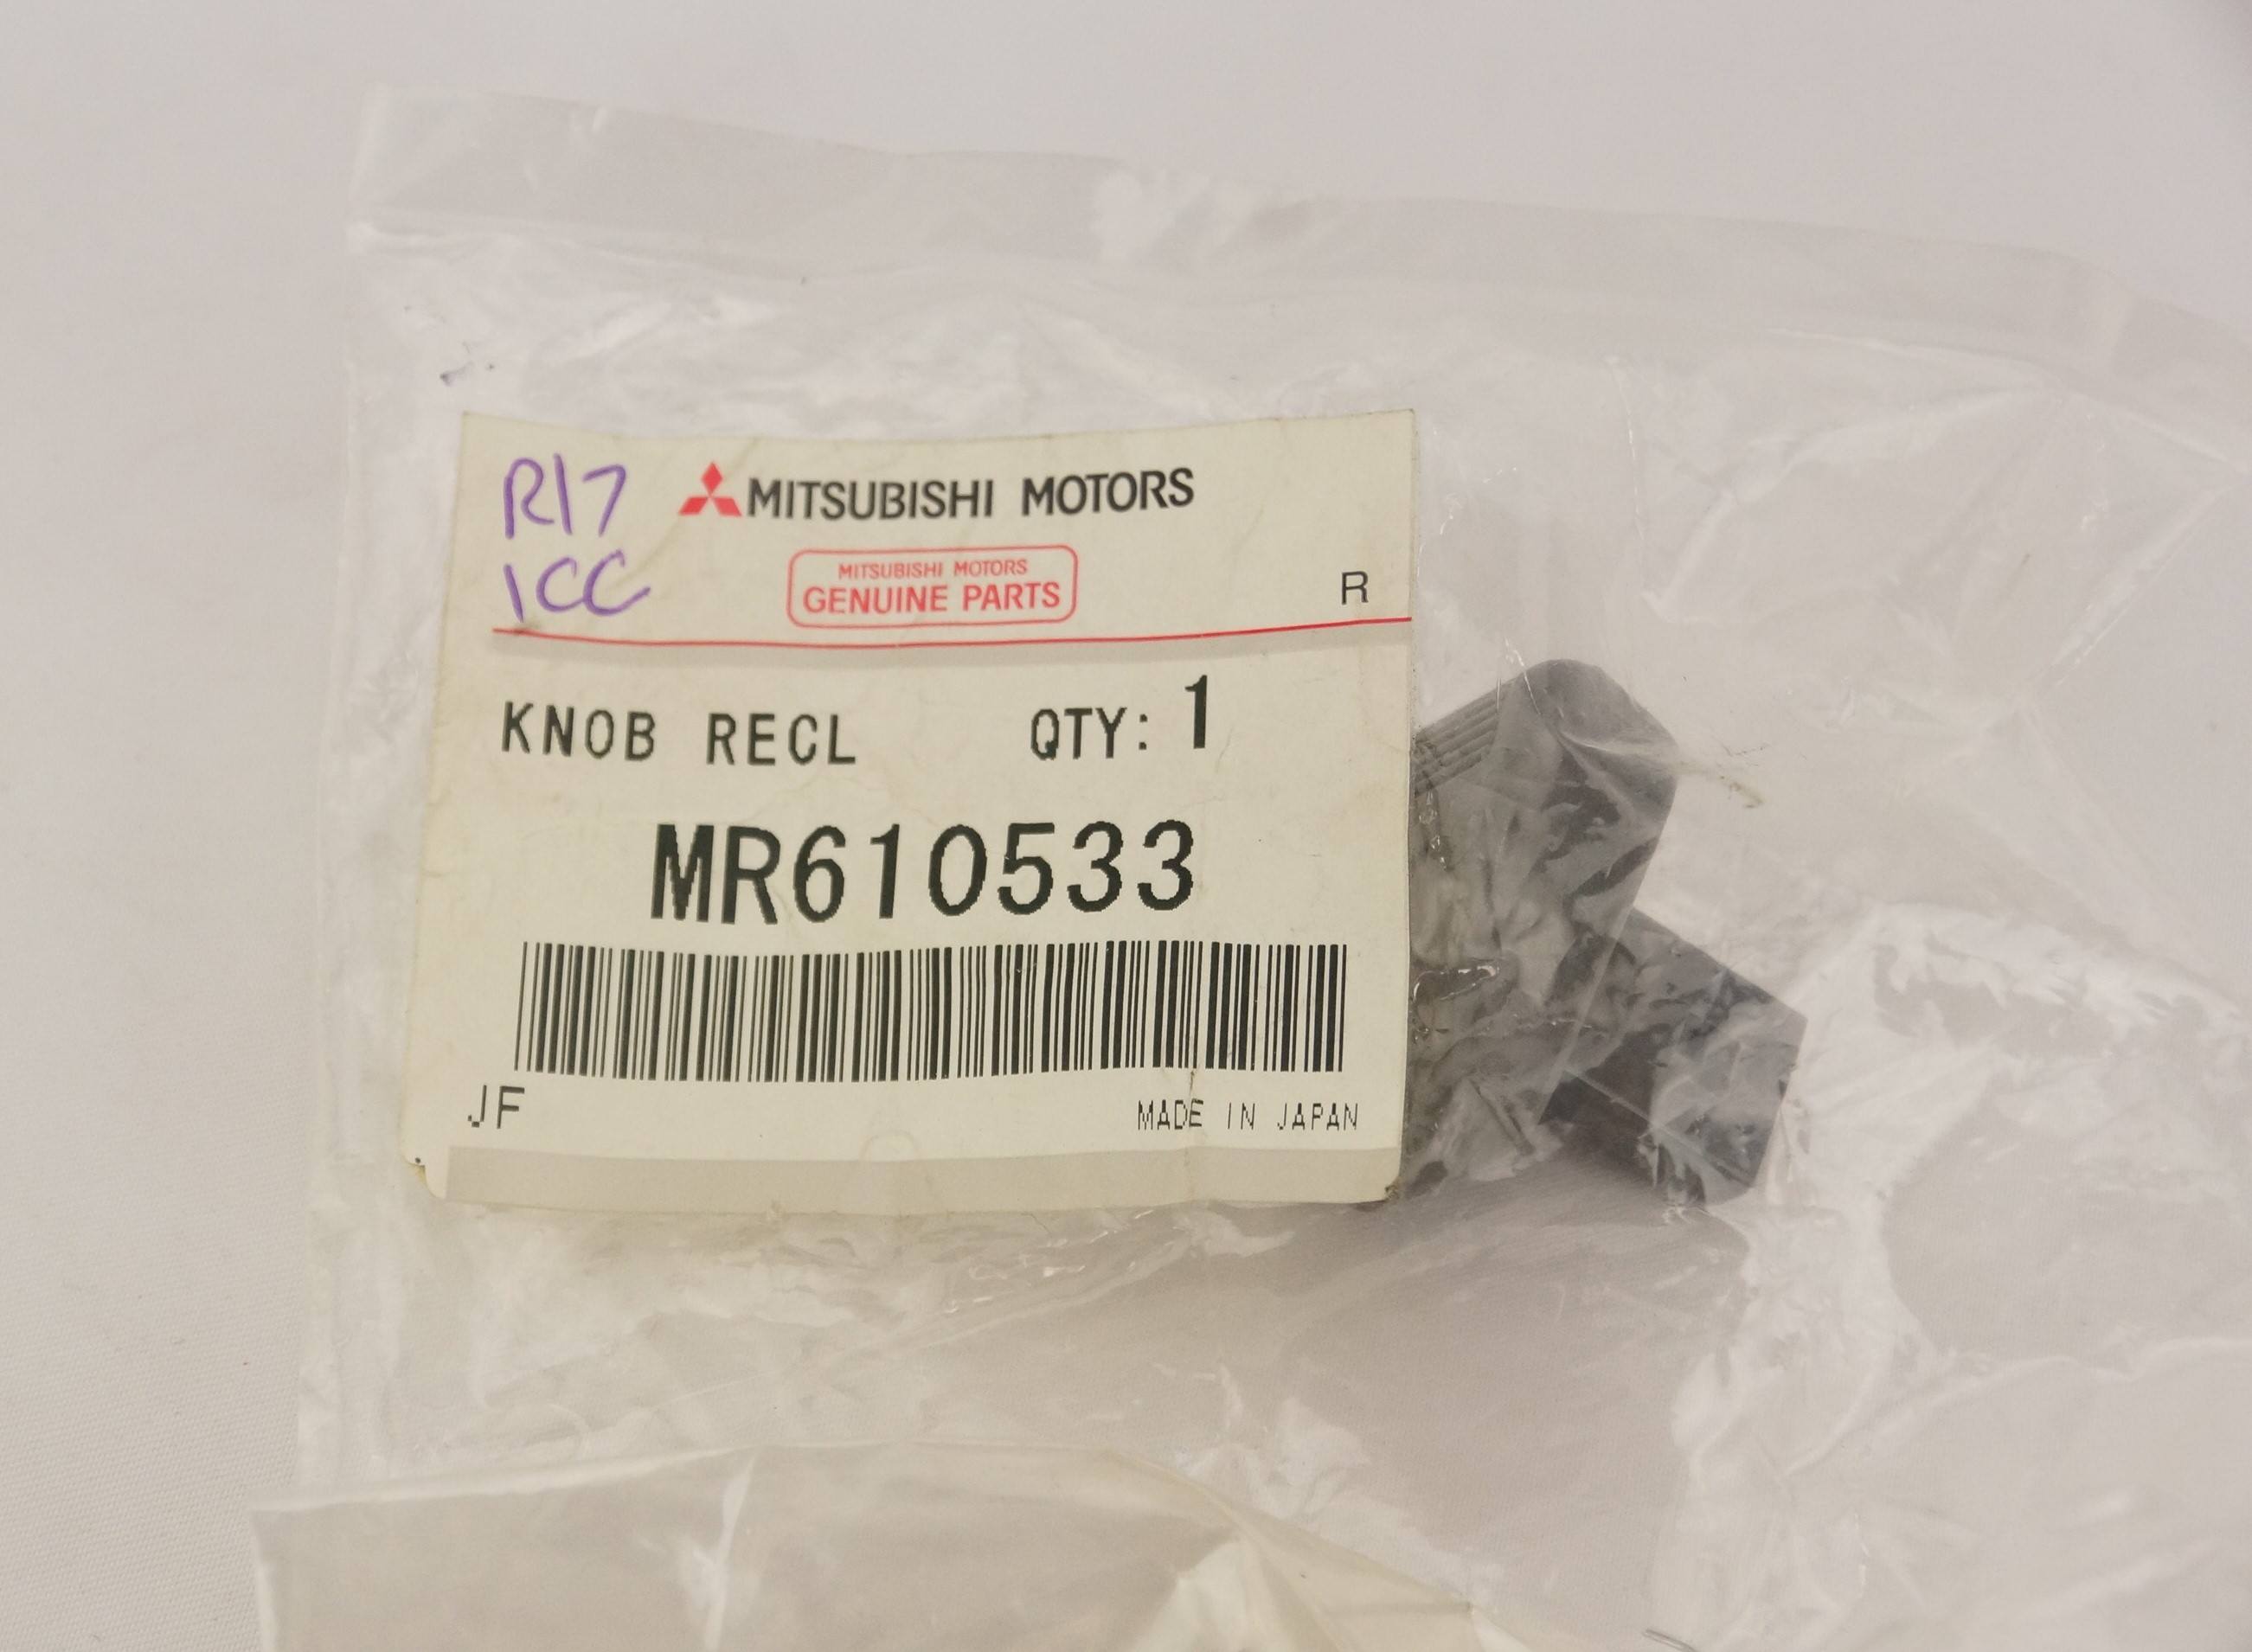 R17
1CC
MITSUBISHI MOTORS
MITSUBISHI MOTORS
GENUINE PARTS
R
KNOB RECL QTY: 1
MR610533
JF
MADE IN JAPAN